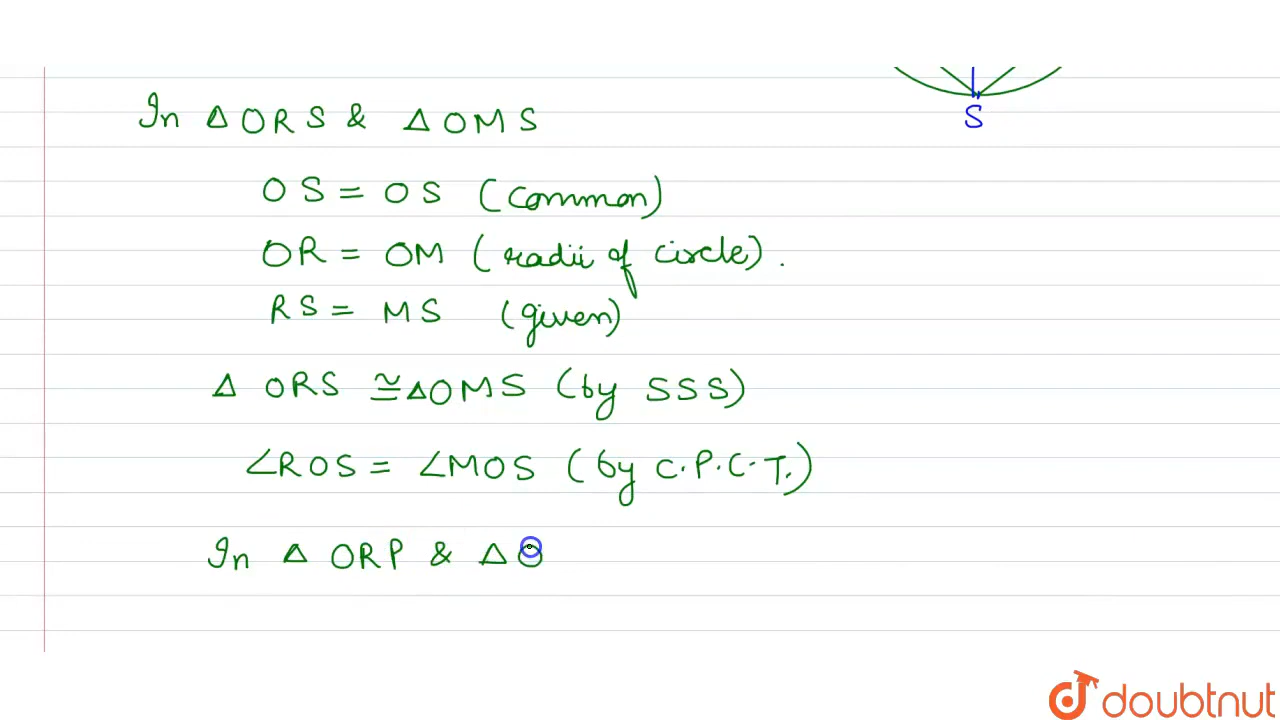 S
In Δ ORS & Δ OMS
OS = OS (common)
OR = OM (radii of circle).
RS = MS (given)
Δ ORS ≅ Δ OMS (by SSS)
∠ROS = ∠MOS (by C.P.C.T.)
In Δ ORP & Δ O
doubtnut